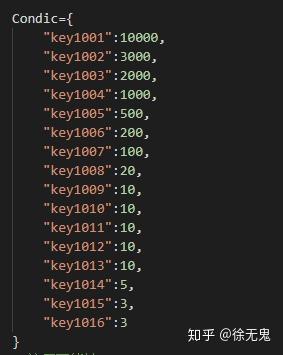 Condic={
"key1001":10000,
"key1002":3000,
"key1003":2000,
"key1004":1000,
"key1005":500,
"key1006":200,
"key1007":100,
"key1008":20,
"key1009":10,
"key1010":10,
"key1011":10,
"key1012":10,
"key1013":10,
"key1014":5,
"key1015":3,
"key1016":3
}
知乎 @徐无鬼